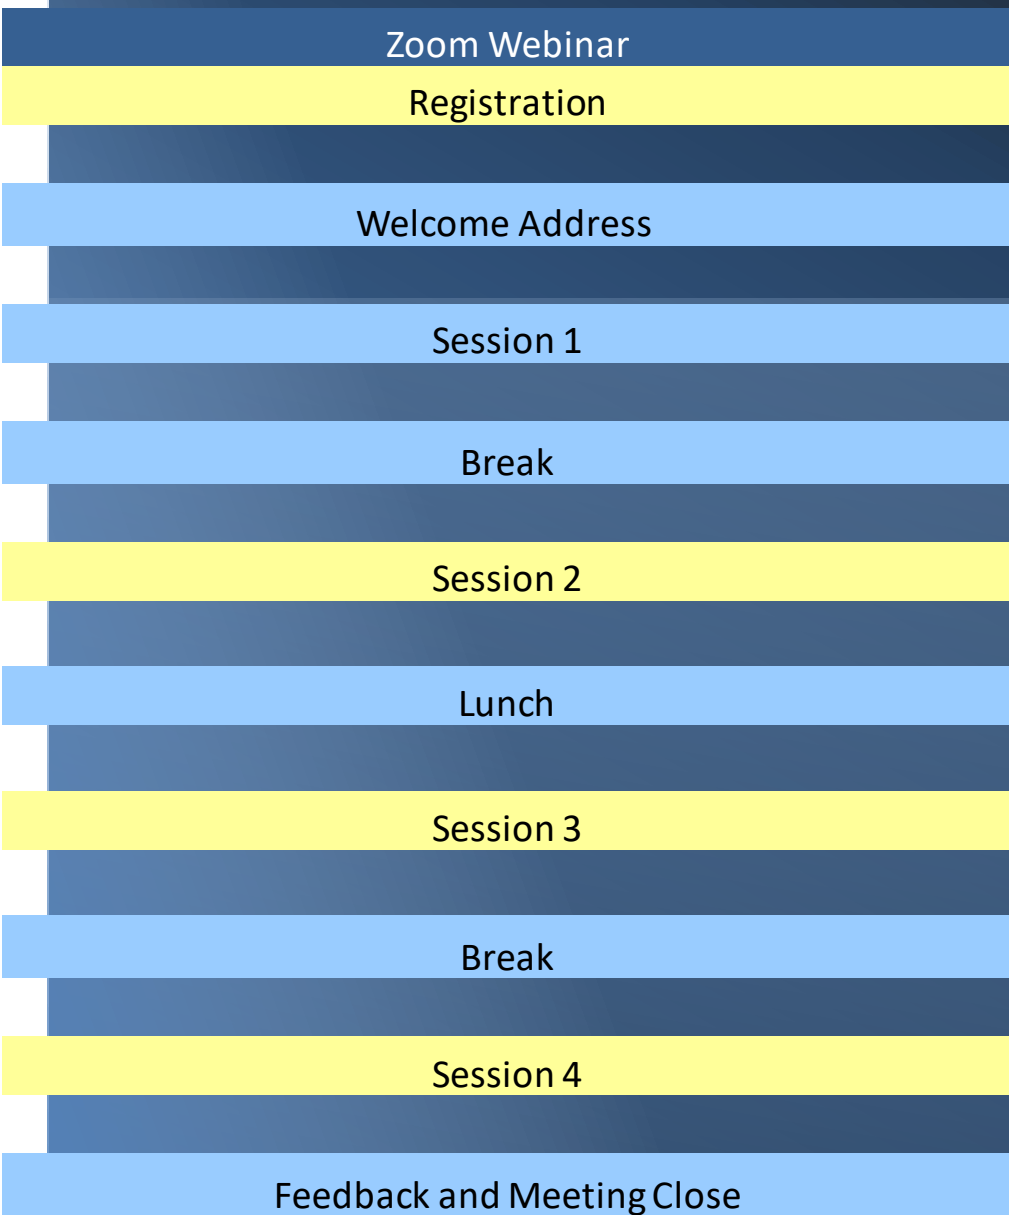 Zoom Webinar
Registration
Welcome Address
Session 1
Break
Session 2
Lunch
Session 3
Break
Session 4
Feedback and Meeting Close